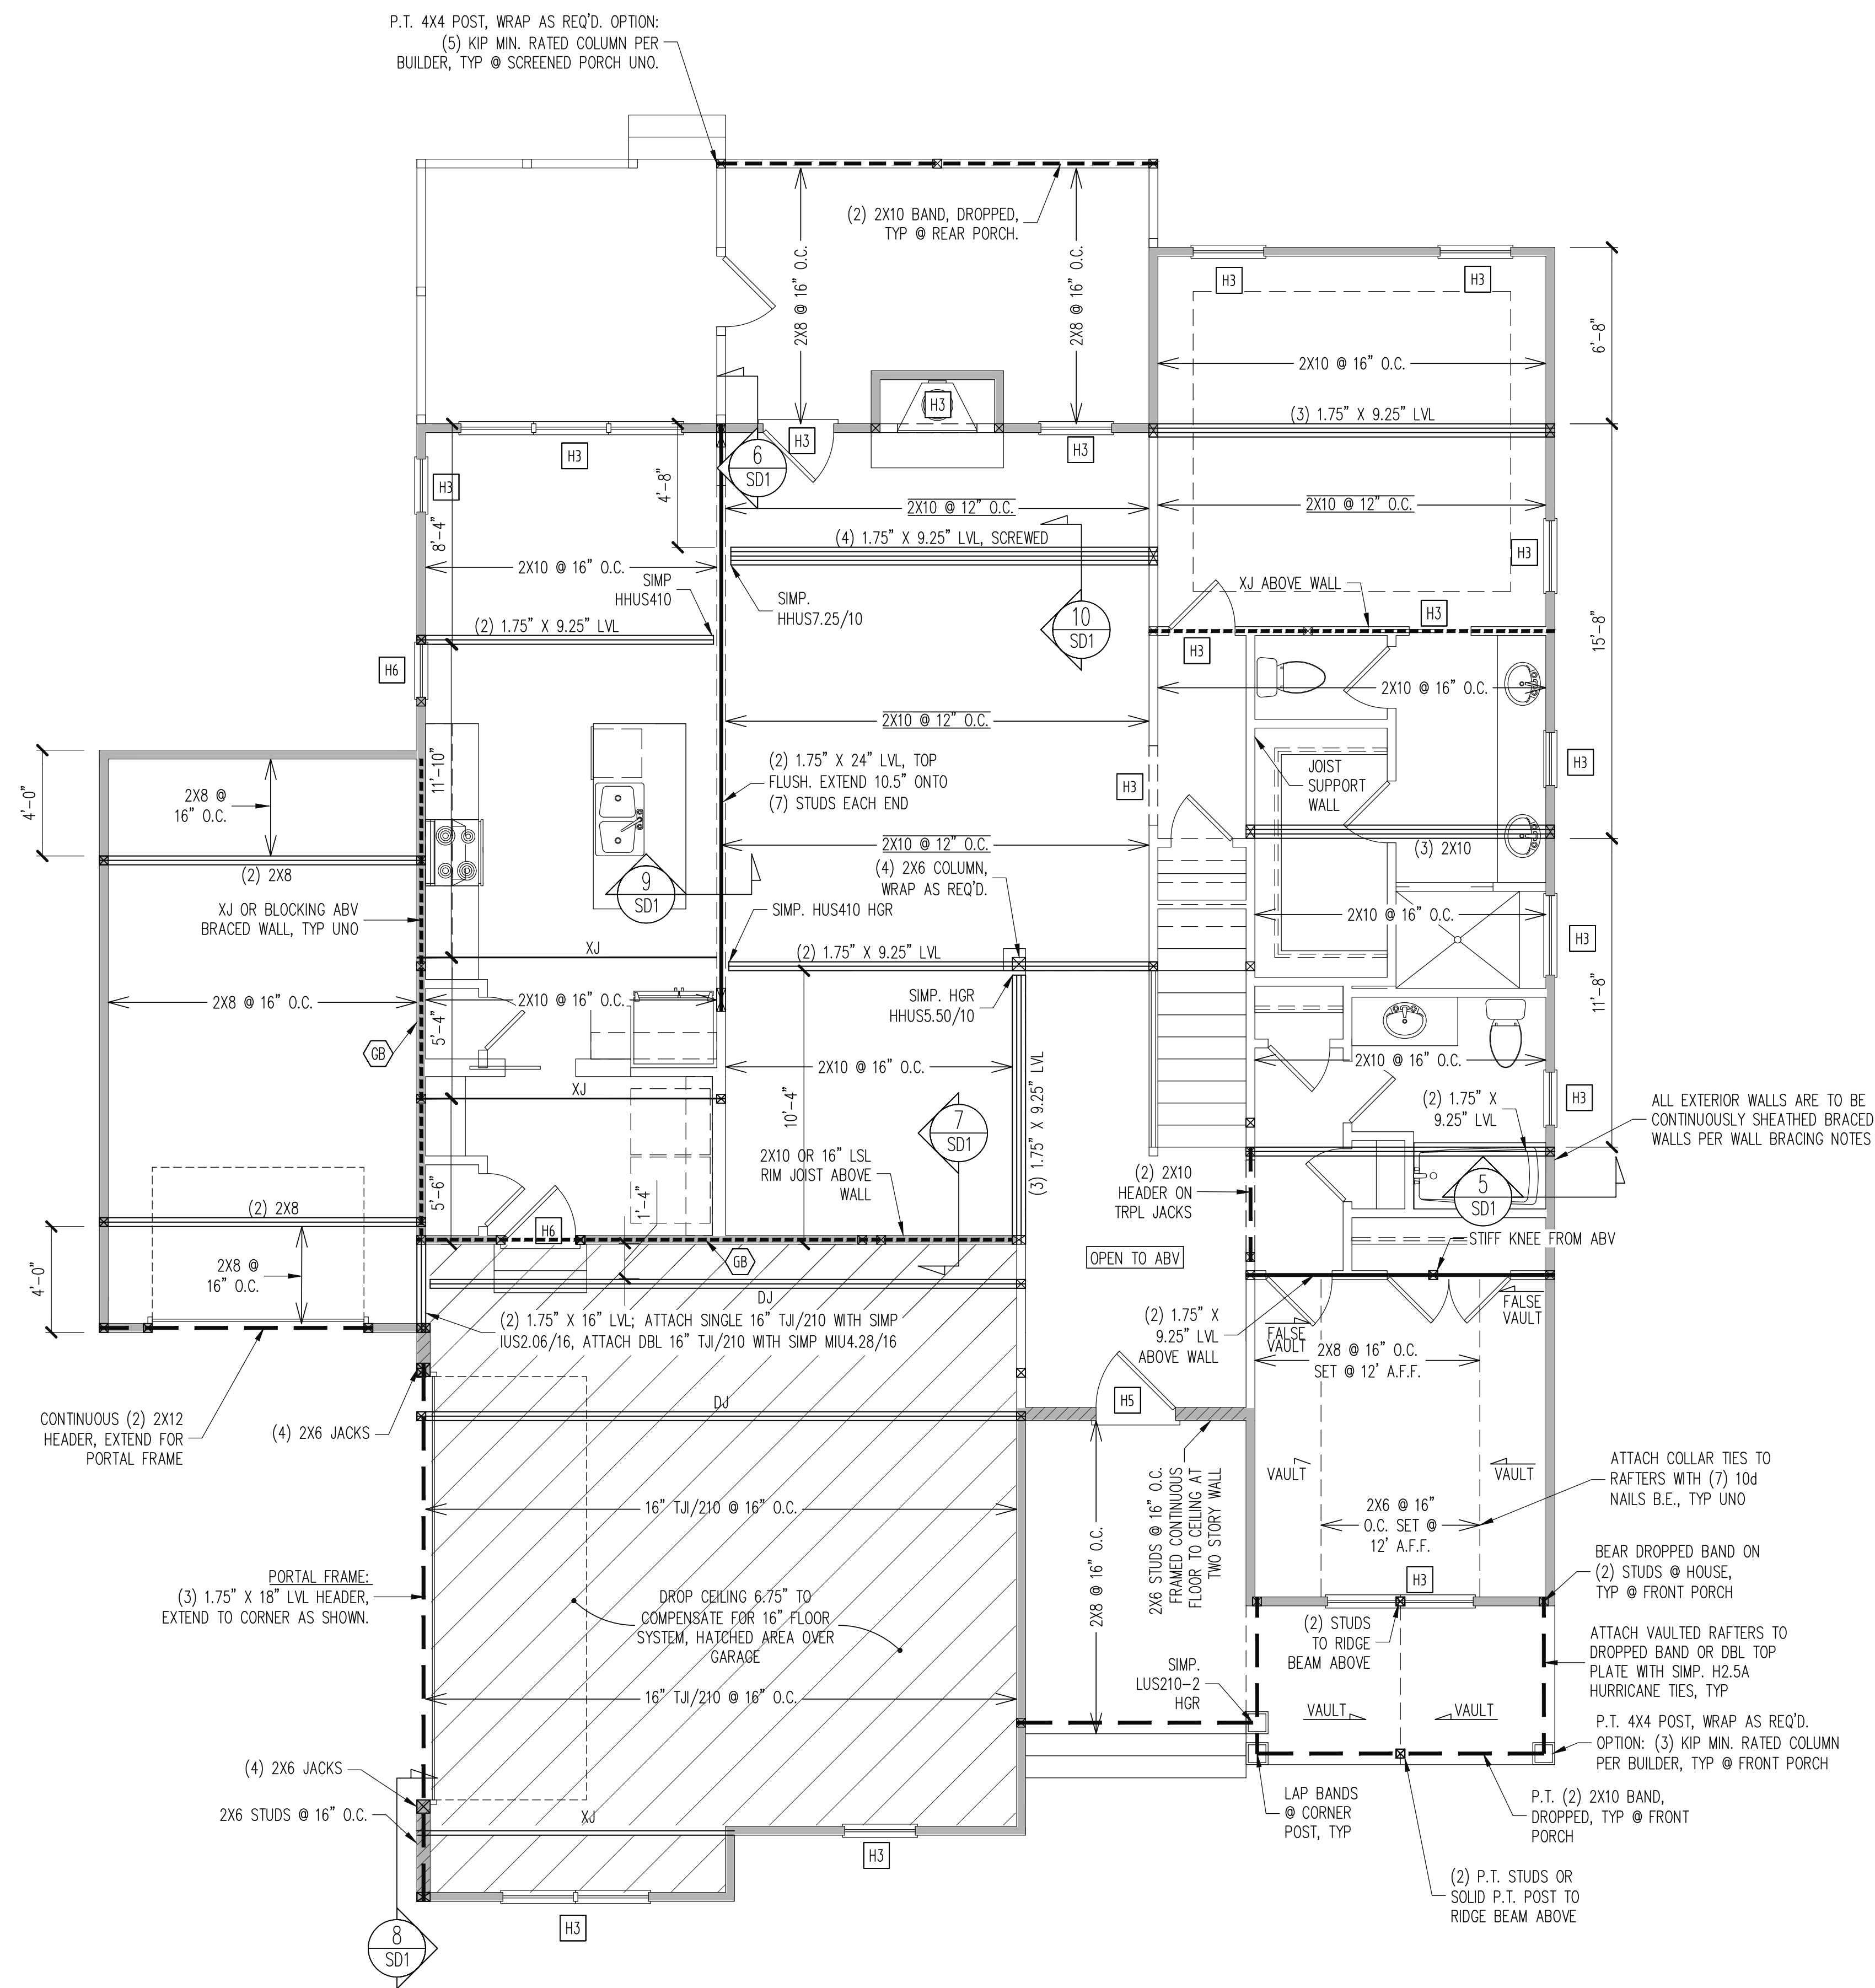 P.T. 4X4 POST, WRAP AS REQ'D. OPTION:
(5) KIP MIN. RATED COLUMN PER
BUILDER, TYP @ SCREENED PORCH UNO.
(2) 2X10 BAND, DROPPED,
TYP @ REAR PORCH.
2X8 @ 16" O.C.
2X8 @ 16" O.C.
H3
H3
6'-8"
2X10 @ 16" O.C.
(3) 1.75" X 9.25" LVL
H3
H3
H3
H3
H3
6
SD1
4'-8"
8'-4"
2X10 @ 12" O.C.
2X10 @ 12" O.C.
(4) 1.75" X 9.25" LVL, SCREWED
H3
2X10 @ 16" O.C.
SIMP
HHUS410
SIMP.
HHUS7.25/10
XJ ABOVE WALL
10
SD1
H3
H3
(2) 1.75" X 9.25" LVL
H6
15'-8"
2X10 @ 16" O.C.
2X10 @ 12" O.C.
(2) 1.75" X 24" LVL, TOP
FLUSH. EXTEND 10.5" ONTO
(7) STUDS EACH END
H3
JOIST
SUPPORT
WALL
H3
4'-0"
2X8 @
16" O.C.
11'-10"
2X10 @ 12" O.C.
(3) 2X10
(2) 2X8
9
SD1
(4) 2X6 COLUMN,
WRAP AS REQ'D.
XJ OR BLOCKING ABV
BRACED WALL, TYP UNO
SIMP. HUS410 HGR
2X10 @ 16" O.C.
H3
XJ
(2) 1.75" X 9.25" LVL
2X8 @ 16" O.C.
2X10 @ 16" O.C.
SIMP. HGR
HHUS5.50/10
11'-8"
5'-4"
GB
2X10 @ 16" O.C.
2X10 @ 16" O.C.
XJ
10'-4"
(3) 1.75" X 9.25" LVL
(2) 1.75" X
9.25" LVL
H3
ALL EXTERIOR WALLS ARE TO BE
CONTINUOUSLY SHEATHED BRACED
WALLS PER WALL BRACING NOTES
7
SD1
2X10 OR 16" LSL
RIM JOIST ABOVE
WALL
(2) 2X10
HEADER ON
TRPL JACKS
5
SD1
5'-6"
1'-4"
(2) 2X8
H6
GB
OPEN TO ABV
STIFF KNEE FROM ABV
4'-0"
2X8 @
16" O.C.
DJ
(2) 1.75" X 16" LVL; ATTACH SINGLE 16" TJI/210 WITH SIMP
IUS2.06/16, ATTACH DBL 16" TJI/210 WITH SIMP MIU4.28/16
(2) 1.75" X
9.25" LVL
ABOVE WALL
FALSE
VAULT
FALSE
VAULT
2X8 @ 16" O.C.
SET @ 12' A.F.F.
CONTINUOUS (2) 2X12
HEADER, EXTEND FOR
PORTAL FRAME
(4) 2X6 JACKS
DJ
H5
VAULT
VAULT
ATTACH COLLAR TIES TO
RAFTERS WITH (7) 10d
NAILS B.E., TYP UNO
16" TJI/210 @ 16" O.C.
2X8 @ 16" O.C.
2X6 STUDS @ 16" O.C.
FRAMED CONTINUOUS
FLOOR TO CEILING AT
TWO STORY WALL
2X6 @ 16"
O.C. SET @
12' A.F.F.
PORTAL FRAME:
(3) 1.75" X 18" LVL HEADER,
EXTEND TO CORNER AS SHOWN.
DROP CEILING 6.75" TO
COMPENSATE FOR 16" FLOOR
SYSTEM, HATCHED AREA OVER
GARAGE
H3
BEAR DROPPED BAND ON
(2) STUDS @ HOUSE,
TYP @ FRONT PORCH
(2) STUDS
TO RIDGE
BEAM ABOVE
ATTACH VAULTED RAFTERS TO
DROPPED BAND OR DBL TOP
PLATE WITH SIMP. H2.5A
HURRICANE TIES, TYP
16" TJI/210 @ 16" O.C.
SIMP.
LUS210-2
HGR
VAULT
VAULT
P.T. 4X4 POST, WRAP AS REQ'D.
OPTION: (3) KIP MIN. RATED COLUMN
PER BUILDER, TYP @ FRONT PORCH
(4) 2X6 JACKS
2X6 STUDS @ 16" O.C.
XJ
H3
LAP BANDS
@ CORNER
POST, TYP
P.T. (2) 2X10 BAND,
DROPPED, TYP @ FRONT
PORCH
(2) P.T. STUDS OR
SOLID P.T. POST TO
RIDGE BEAM ABOVE
H3
8
SD1